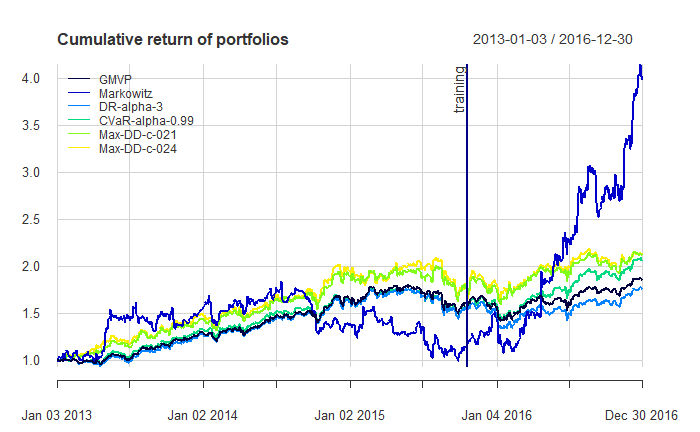 Cumulative return of portfolios
2013-01-03 / 2016-12-30
4.0
3.5
3.0
2.5
2.0
1.5
1.0
GMVP
Markowitz
DR-alpha-3
CVaR-alpha-0.99
Max-DD-c-021
Max-DD-c-024
training
Jan 03 2013
Jan 02 2014
Jan 02 2015
Jan 04 2016
Dec 30 2016